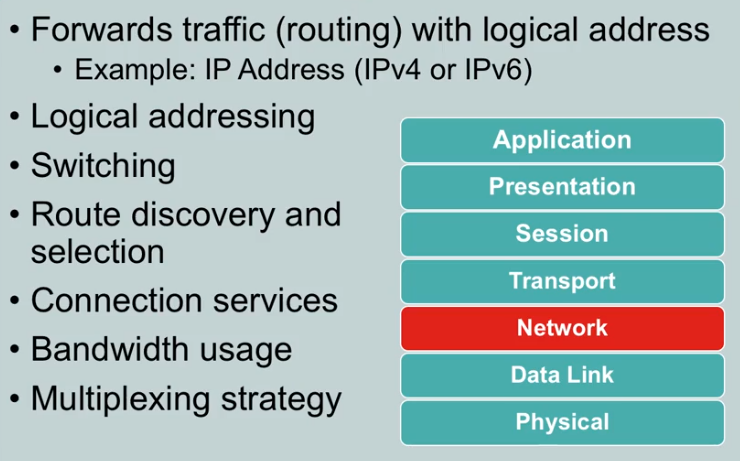 • Forwards traffic (routing) with logical address
• Example: IP Address (IPv4 or IPv6)
• Logical addressing
• Switching
• Route discovery and
selection
• Connection services
• Bandwidth usage
• Multiplexing strategy
Application
Presentation
Session
Transport
Network
Data Link
Physical